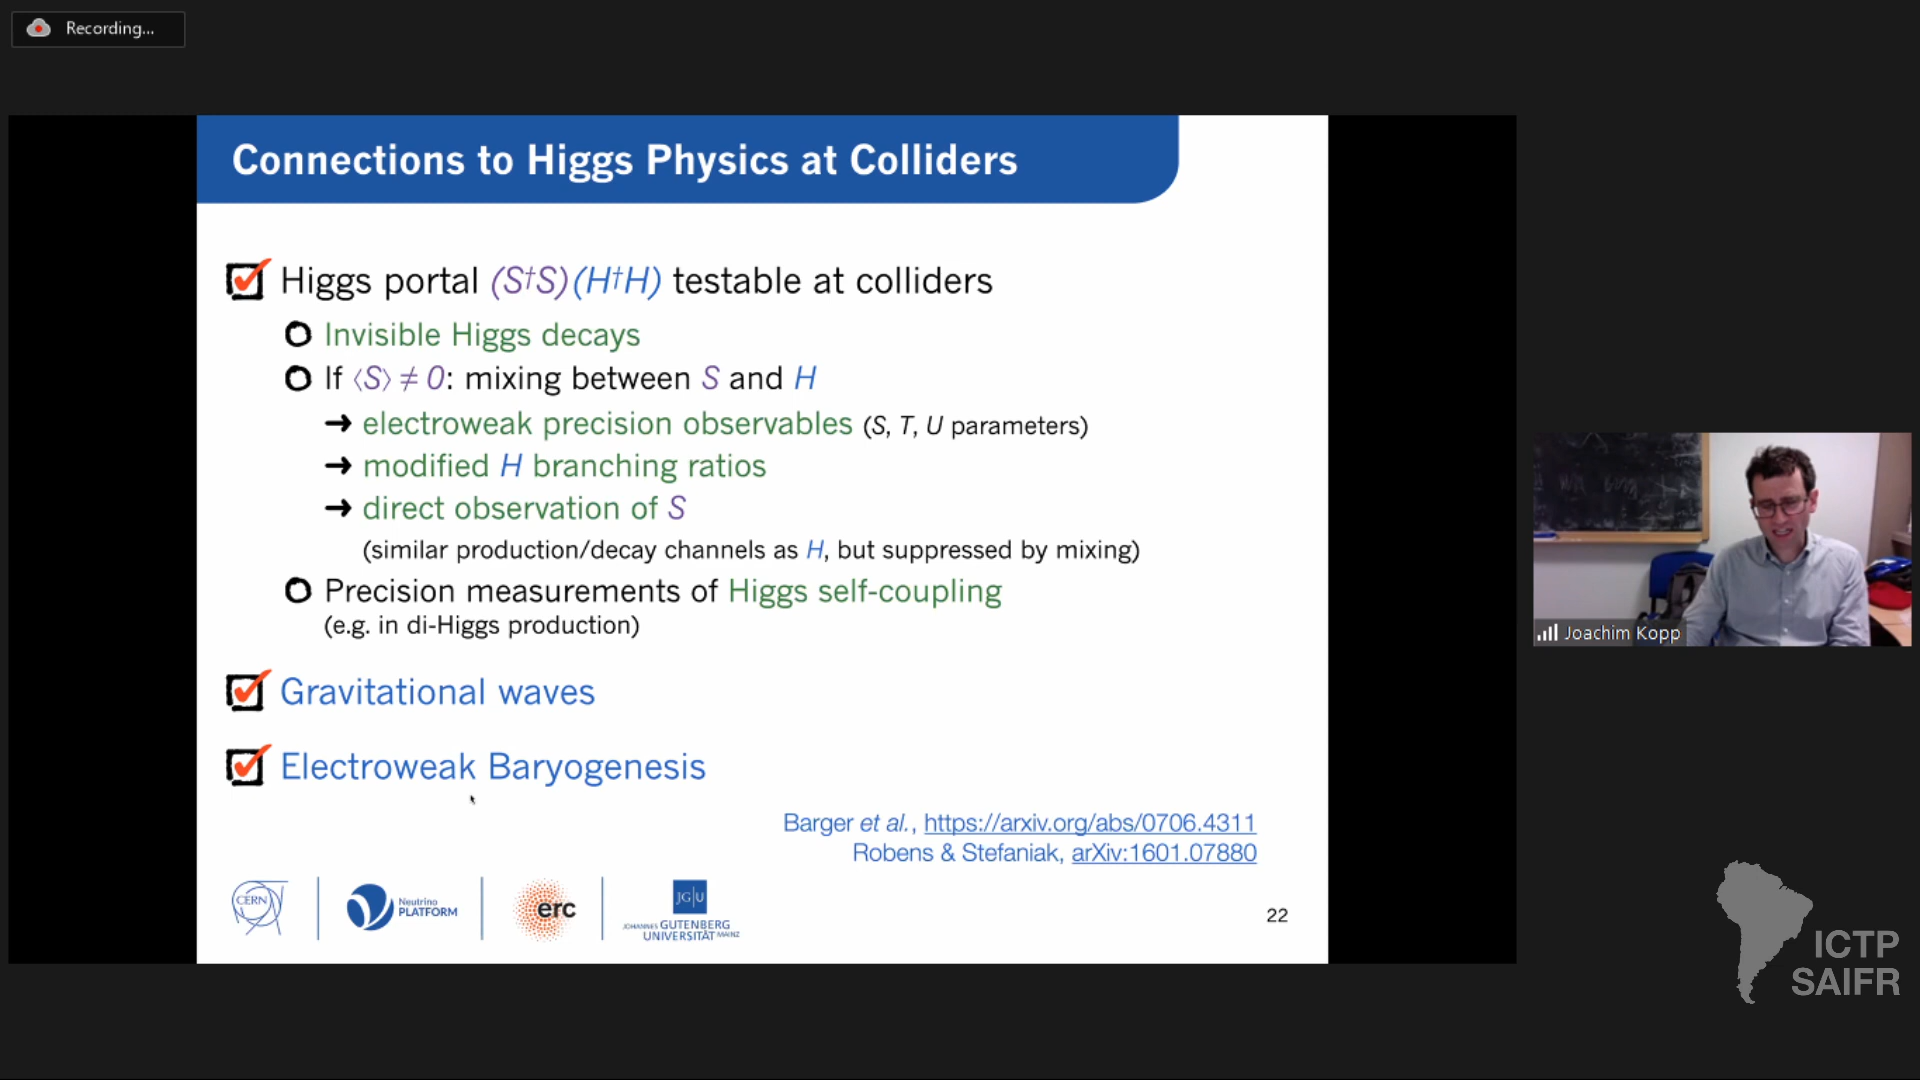 Recording...
Connections to Higgs Physics at Colliders
Higgs portal (S†S)(H†H) testable at colliders
Invisible Higgs decays
If ⟨S⟩ ≠ 0: mixing between S and H
→ electroweak precision observables (S, T, U parameters)
→ modified H branching ratios
→ direct observation of S
(similar production/decay channels as H, but suppressed by mixing)
Precision measurements of Higgs self-coupling
(e.g. in di-Higgs production)
Gravitational waves
Electroweak Baryogenesis
Barger et al., https://arxiv.org/abs/0706.4311
Robens & Stefaniak, arXiv:1601.07880
CERN
Neutrino
PLATFORM
erc
JG|U
JOHANNES GUTENBERG
UNIVERSITÄT MAINZ
22
Joachim Kopp
ICTP
SAIFR